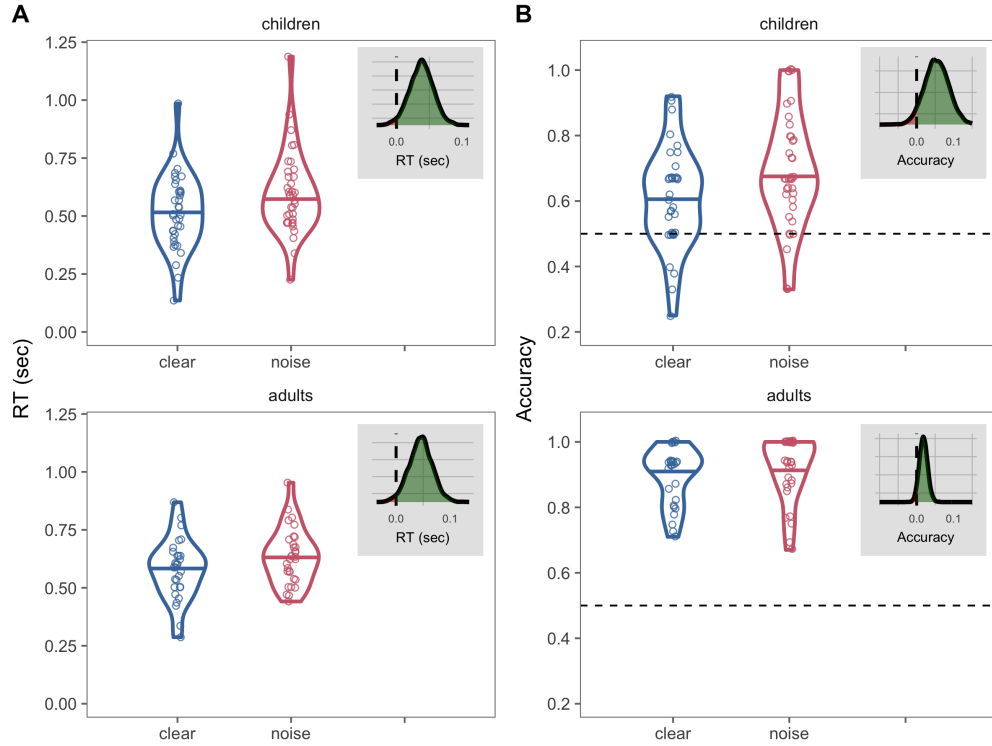 A
children
1.25
1.00
0.75
0.50
0.25
0.00
clear
noise
0.0
0.1
RT (sec)
adults
1.25
1.00
0.75
0.50
0.25
0.00
clear
noise
0.0
0.1
RT (sec)
RT (sec)
B
children
1.0
0.8
0.6
0.4
0.2
clear
noise
0.0
0.1
Accuracy
adults
1.0
0.8
0.6
0.4
0.2
clear
noise
0.0
0.1
Accuracy
Accuracy